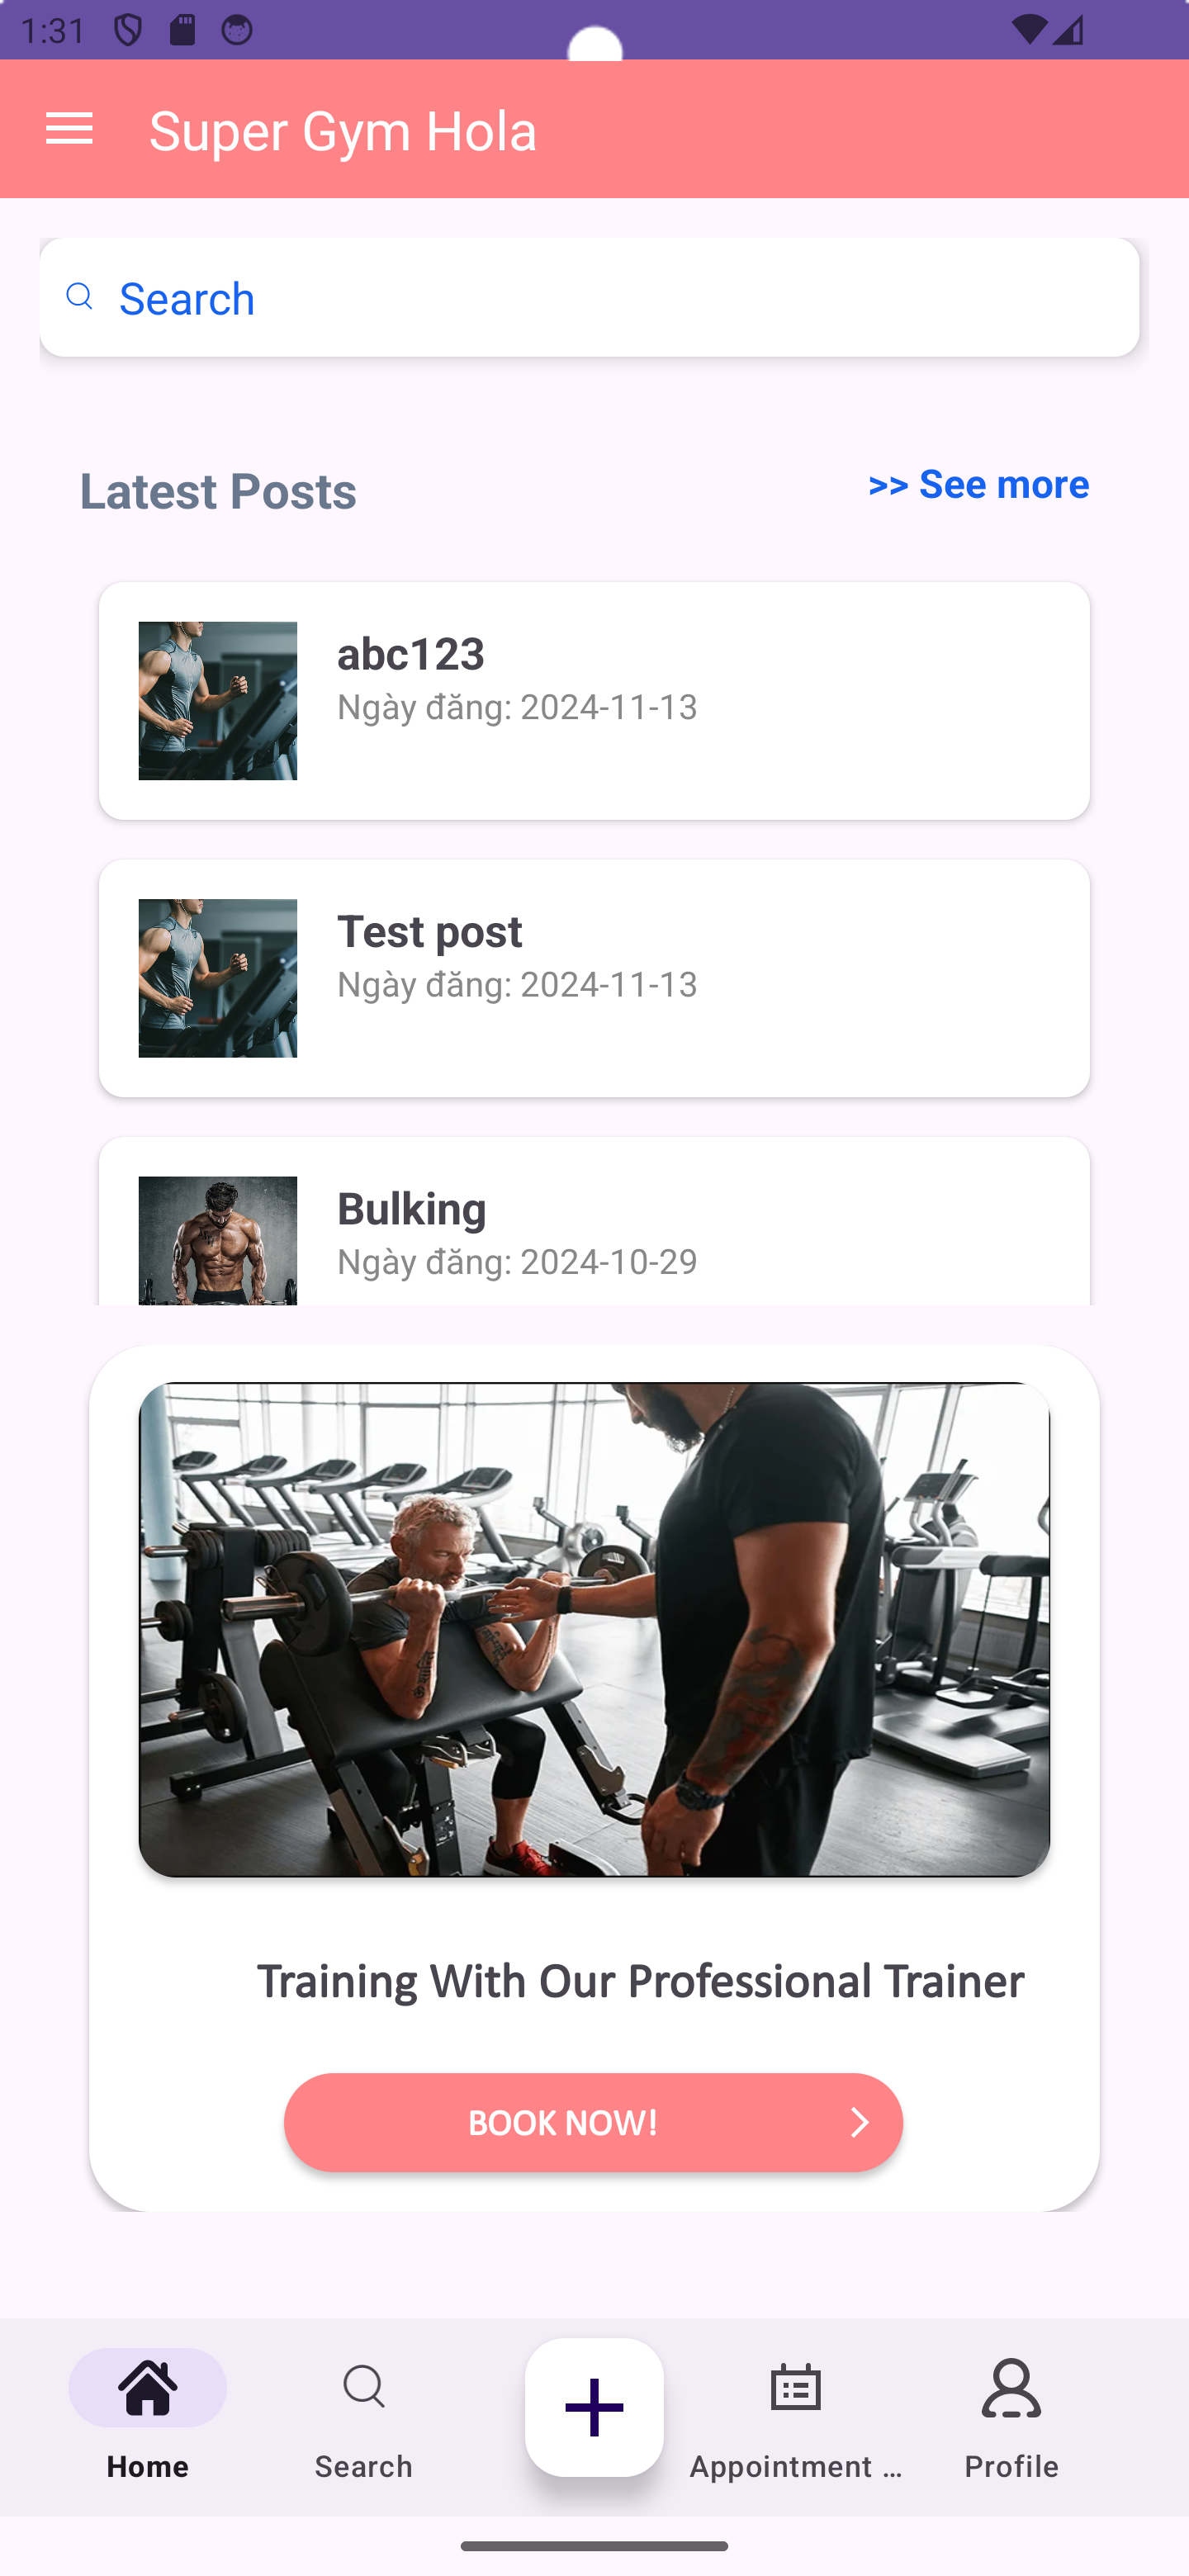 1:31
Super Gym Hola
Search
Latest Posts
>> See more
abc123
Ngày đăng: 2024-11-13
Test post
Ngày đăng: 2024-11-13
Bulking
Ngày đăng: 2024-10-29
Training With Our Professional Trainer
BOOK NOW!
Home
Search
Appointment ...
Profile